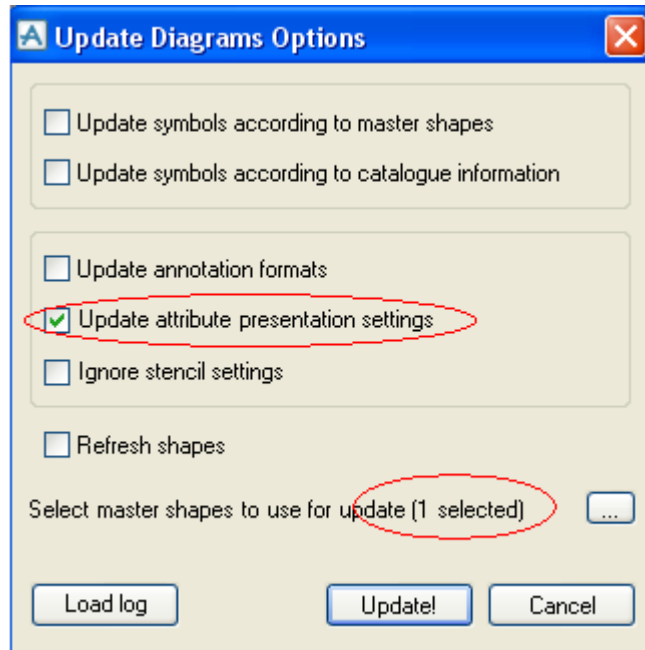 Update Diagrams Options
Update symbols according to master shapes
Update symbols according to catalogue information
Update annotation formats
Update attribute presentation settings
Ignore stencil settings
Refresh shapes
Select master shapes to use for update (1 selected) ...
Load log Update! Cancel